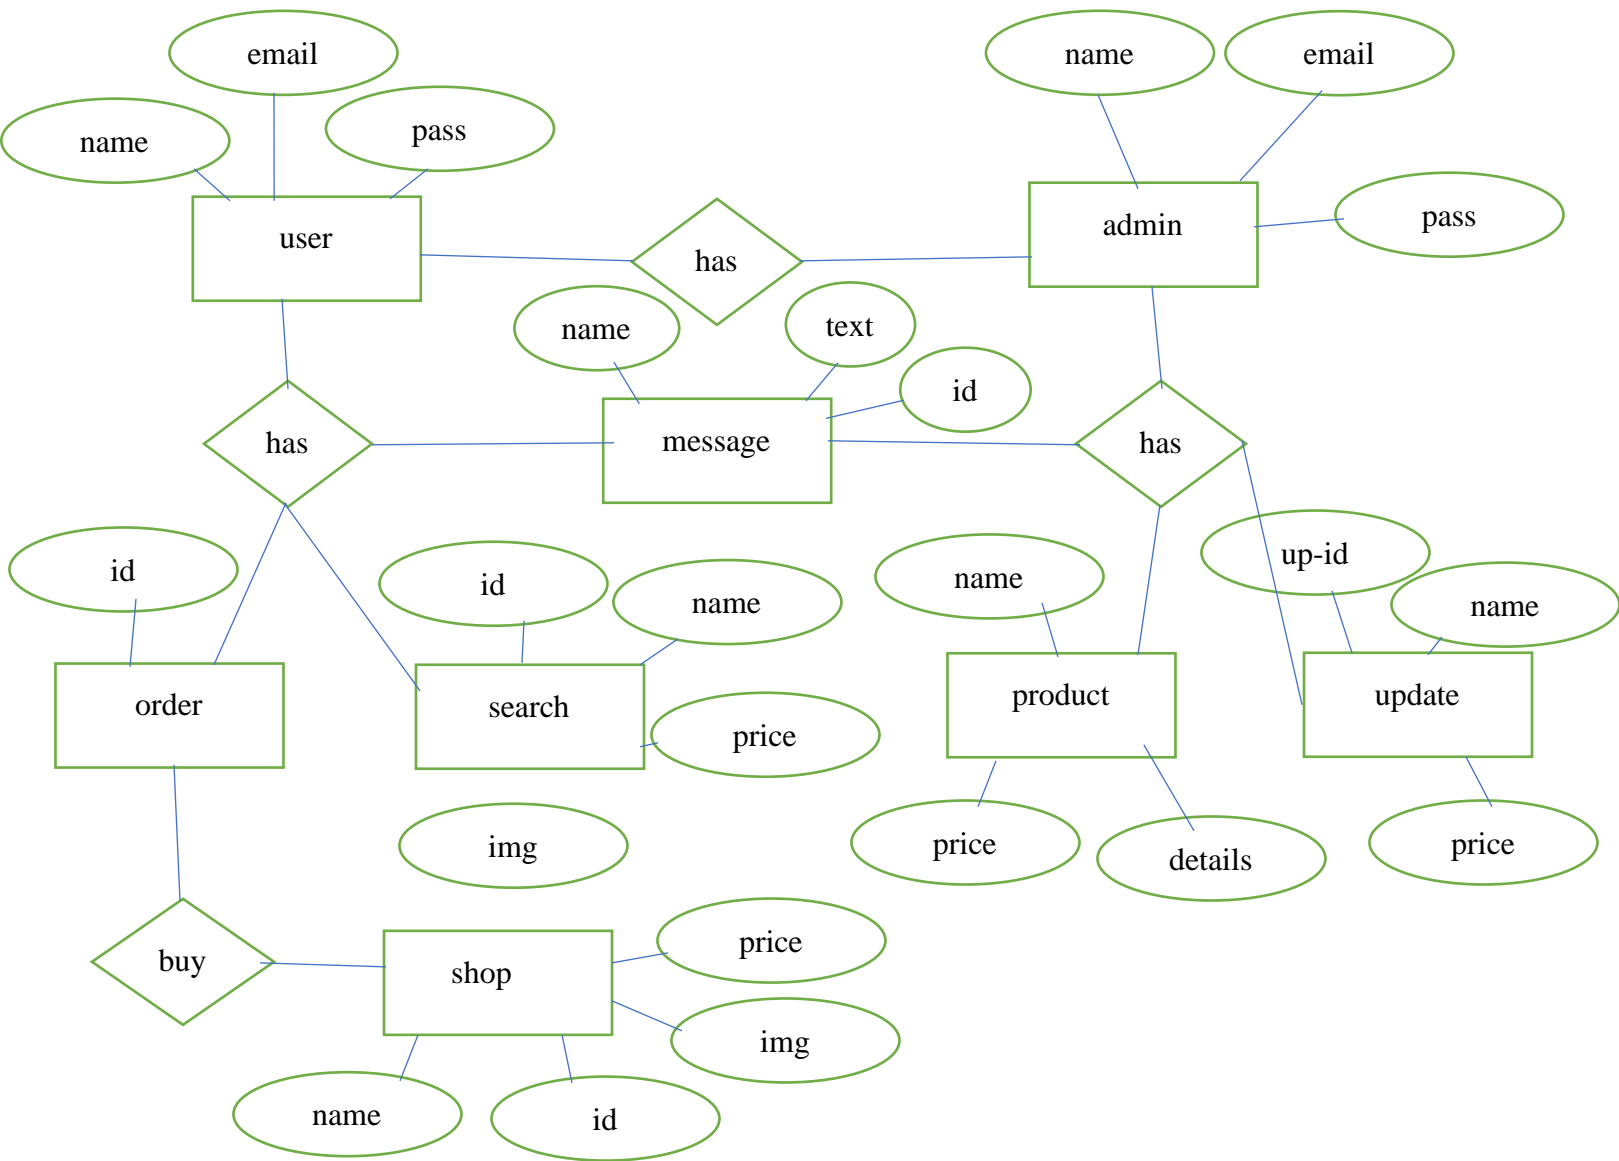 email
name
email
name
pass
user
admin
pass
has
name
text
id
has
message
has
id
id
name
name
up-id
name
order
search
price
product
update
img
price
details
price
buy
shop
price
img
name
id